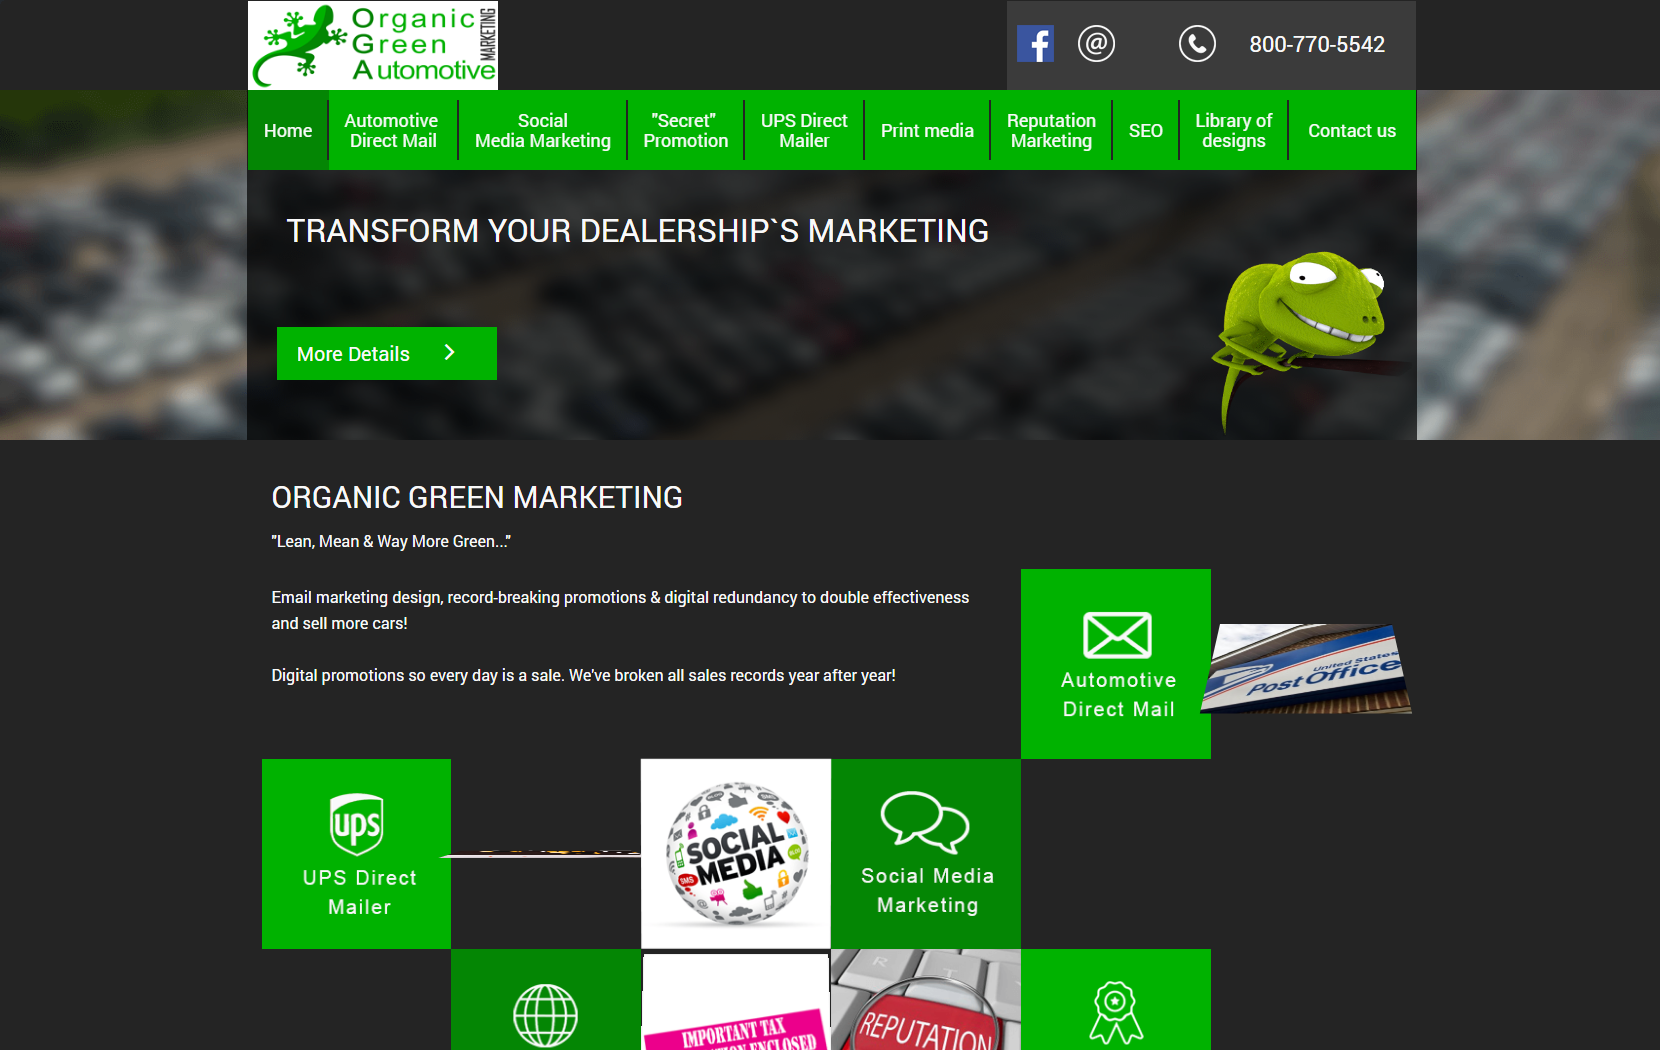 Organic
Green
Automotive
MARKETING
800-770-5542
Home
Automotive
Direct Mail
Social
Media Marketing
"Secret"
Promotion
UPS Direct
Mailer
Print media
Reputation
Marketing
SEO
Library of
designs
Contact us
TRANSFORM YOUR DEALERSHIP`S MARKETING
More Details
ORGANIC GREEN MARKETING
"Lean, Mean & Way More Green..."
Email marketing design, record-breaking promotions & digital redundancy to double effectiveness
and sell more cars!
Digital promotions so every day is a sale. We've broken all sales records year after year!
Automotive
Direct Mail
United States
Post Office
ups
UPS Direct
Mailer
SOCIAL
MEDIA
SMS
Social Media
Marketing
IMPORTANT TAX
ENCLOSED
R T
REPUTATION